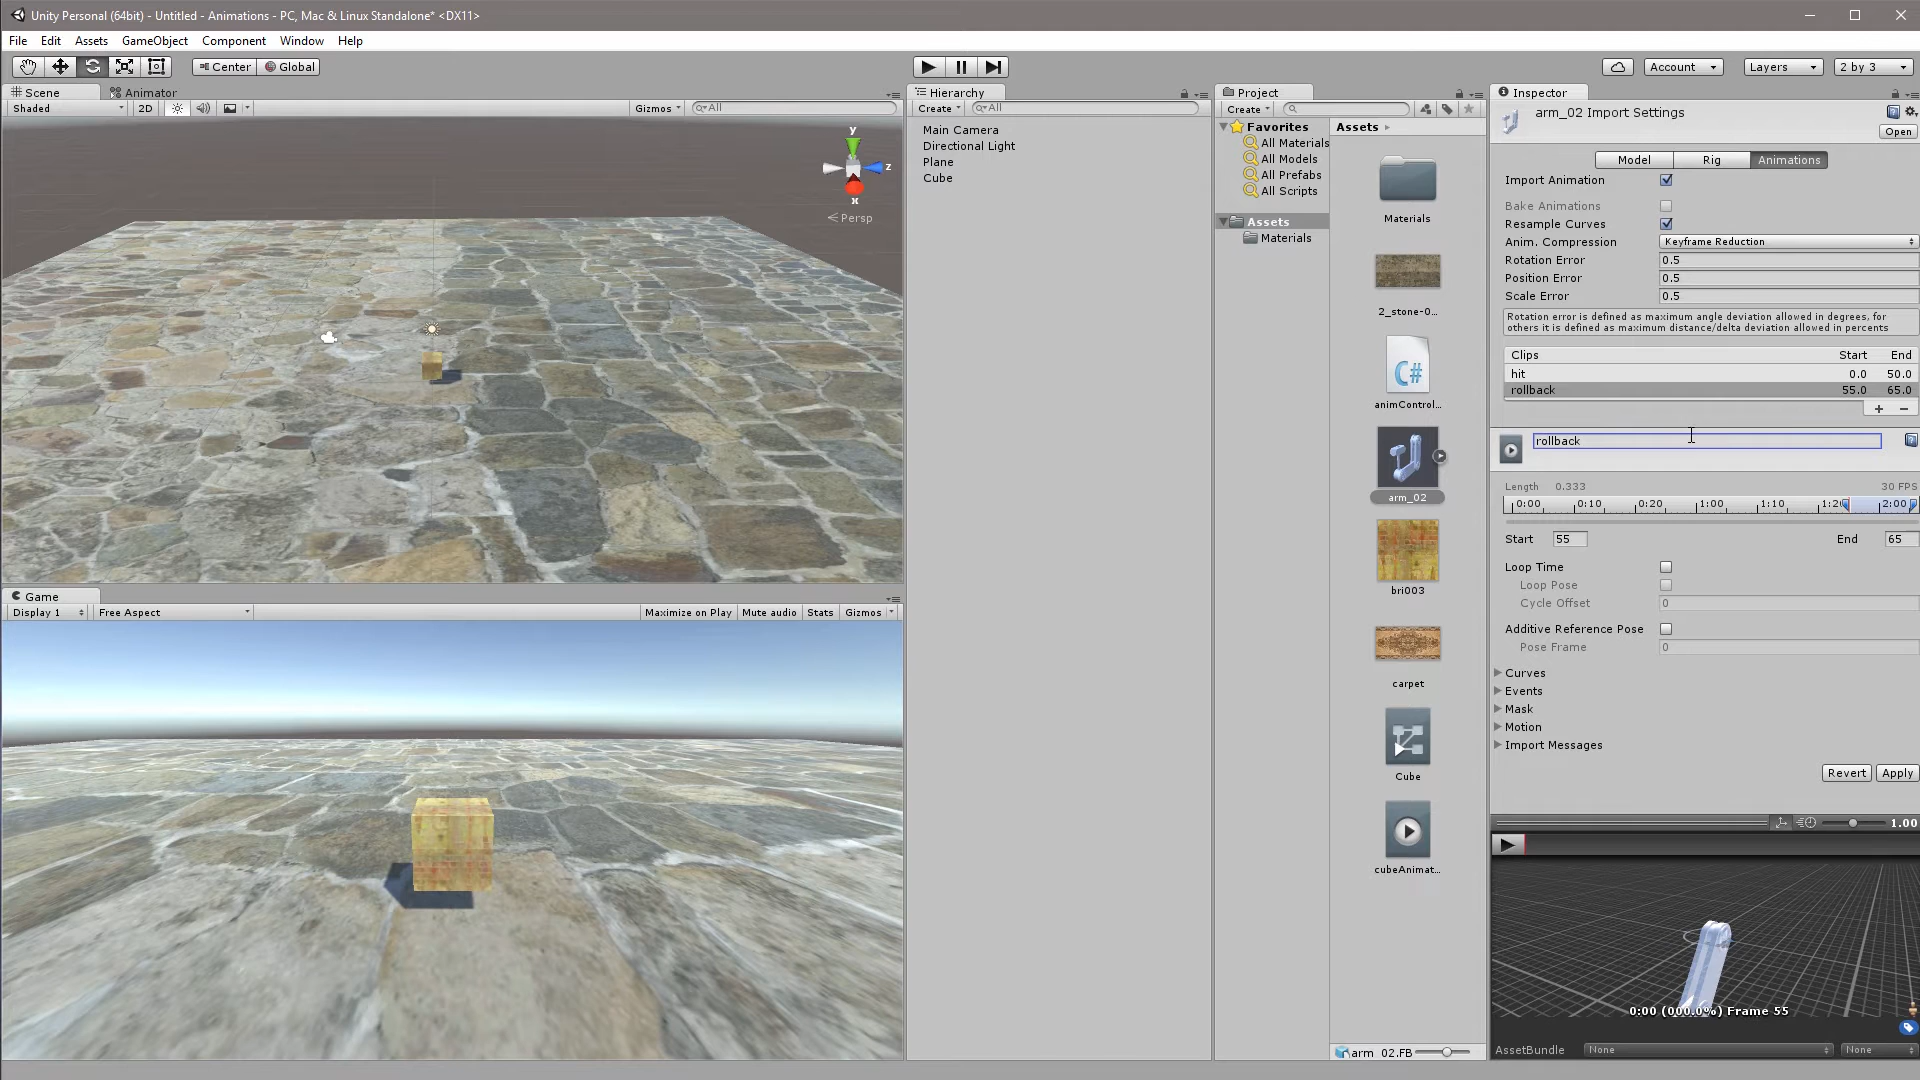 Unity Personal (64bit) - Untitled - Animations - PC, Mac & Linux Standalone* <DX11>
File Edit Assets GameObject Component Window Help
Center Global
Account Layers 2 by 3
Scene Animator
Shaded 2D Gizmos All
y
z
x
Persp
Game
Display 1 Free Aspect Maximize on Play Mute audio Stats Gizmos
Hierarchy
Create All
Main Camera
Directional Light
Plane
Cube
Project
Create
Favorites
All Materials
All Models
All Prefabs
All Scripts
Assets
Materials
Assets
Materials
2_stone-0...
C#
animControl...
arm_02
bri003
carpet
Cube
cubeAnimat...
arm_02.FB
Inspector
arm_02 Import Settings
Open
Model Rig Animations
Import Animation
Bake Animations
Resample Curves
Anim. Compression Keyframe Reduction
Rotation Error 0.5
Position Error 0.5
Scale Error 0.5
Rotation error is defined as maximum angle deviation allowed in degrees, for
others it is defined as maximum distance/delta deviation allowed in percents
Clips Start End
hit 0.0 50.0
rollback 55.0 65.0
+ −
rollback
Length 0.333 30 FPS
0:00 0:10 0:20 1:00 1:10 1:2 2:00
Start 55 End 65
Loop Time
Loop Pose
Cycle Offset 0
Additive Reference Pose
Pose Frame 0
Curves
Events
Mask
Motion
Import Messages
Revert Apply
1.00
0:00 (000.0%) Frame 55
AssetBundle None None